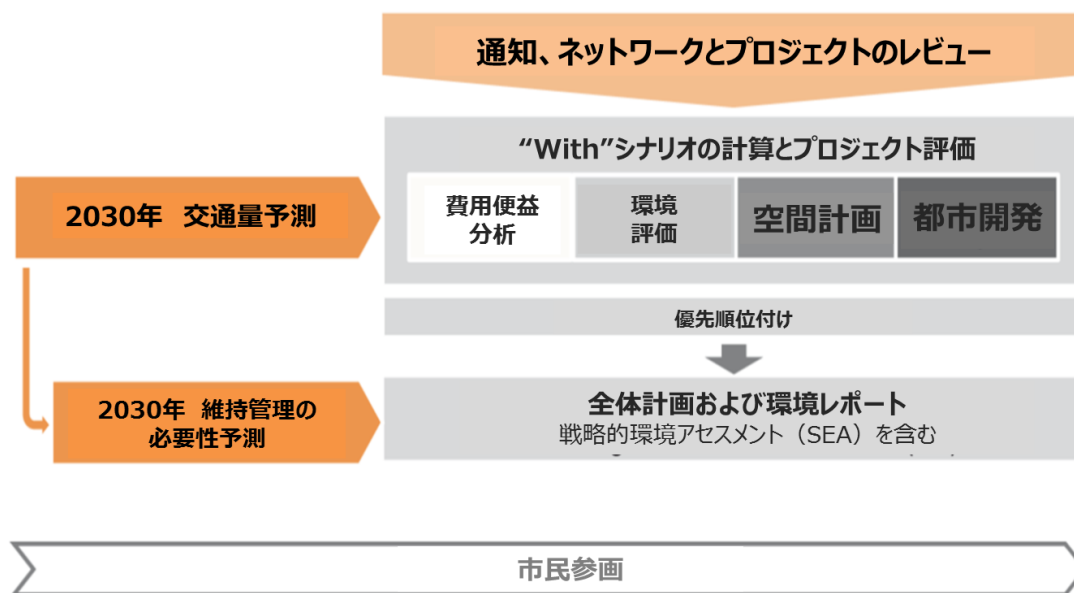 通知、ネットワークとプロジェクトのレビュー
“With”シナリオの計算とプロジェクト評価
2030年 交通量予測
費用便益
分析
環境
評価
空間計画
都市開発
優先順位付け
2030年 維持管理の
必要性予測
全体計画および環境レポート
戦略的環境アセスメント（SEA）を含む
市民参画